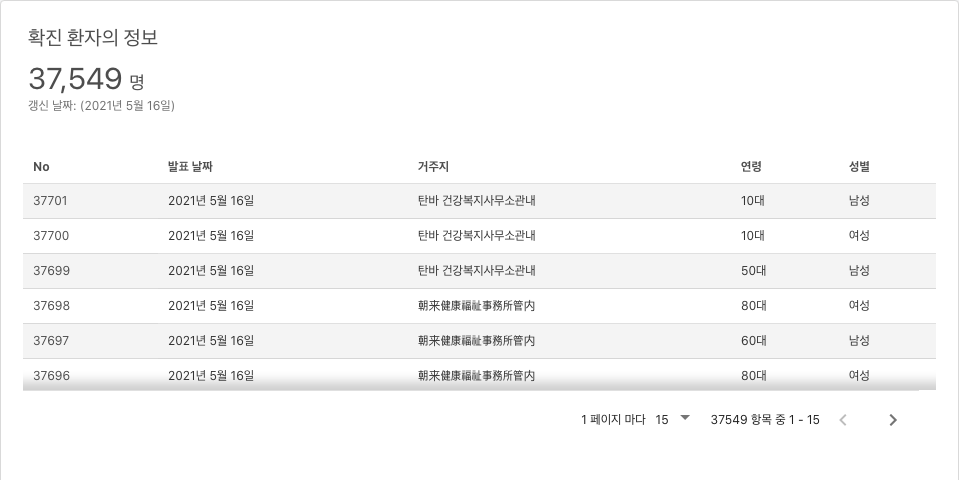 확진 환자의 정보
37,549 명
갱신 날짜: (2021년 5월 16일)
No 발표 날짜 거주지 연령 성별
37701 2021년 5월 16일 탄바 건강복지사무소관내 10대 남성
37700 2021년 5월 16일 탄바 건강복지사무소관내 10대 여성
37699 2021년 5월 16일 탄바 건강복지사무소관내 50대 남성
37698 2021년 5월 16일 朝来健康福祉事務所管内 80대 여성
37697 2021년 5월 16일 朝来健康福祉事務所管内 60대 남성
37696 2021년 5월 16일 朝来健康福祉事務所管内 80대 여성
1 페이지 마다 15 37549 항목 중 1 - 15